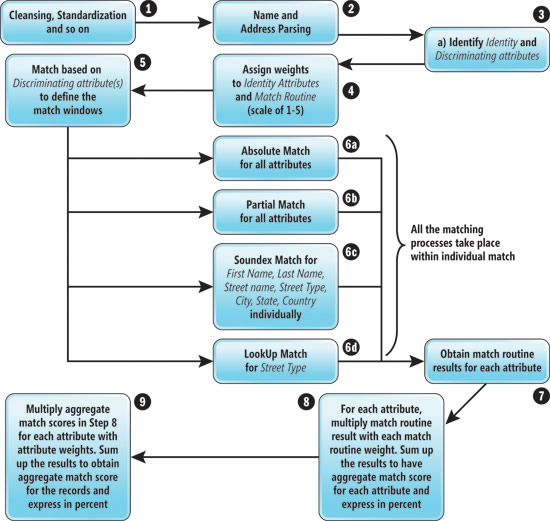 1
Cleansing, Standardization
and so on
2
Name and
Address Parsing
3
a) Identify Identity and
Discriminating attributes
5
Match based on
Discriminating attribute(s)
to define the
match windows
Assign weights
to Identity Attributes
and Match Routine
(scale of 1-5)
4
6a
Absolute Match
for all attributes
6b
Partial Match
for all attributes
6c
Soundex Match for
First Name, Last Name,
Street name, Street Type,
City, State, Country
individually
All the matching
processes take place
within individual match
6d
LookUp Match
for Street Type
Obtain match routine
results for each attribute
7
9
Multiply aggregate
match scores in Step 8
for each attribute with
attribute weights. Sum
up the results to obtain
aggregate match score
for the records and
express in percent
8
For each attribute,
multiply match routine
result with each match
routine weight. Sum up
the results to have
aggregate match score
for each attribute and
express in percent